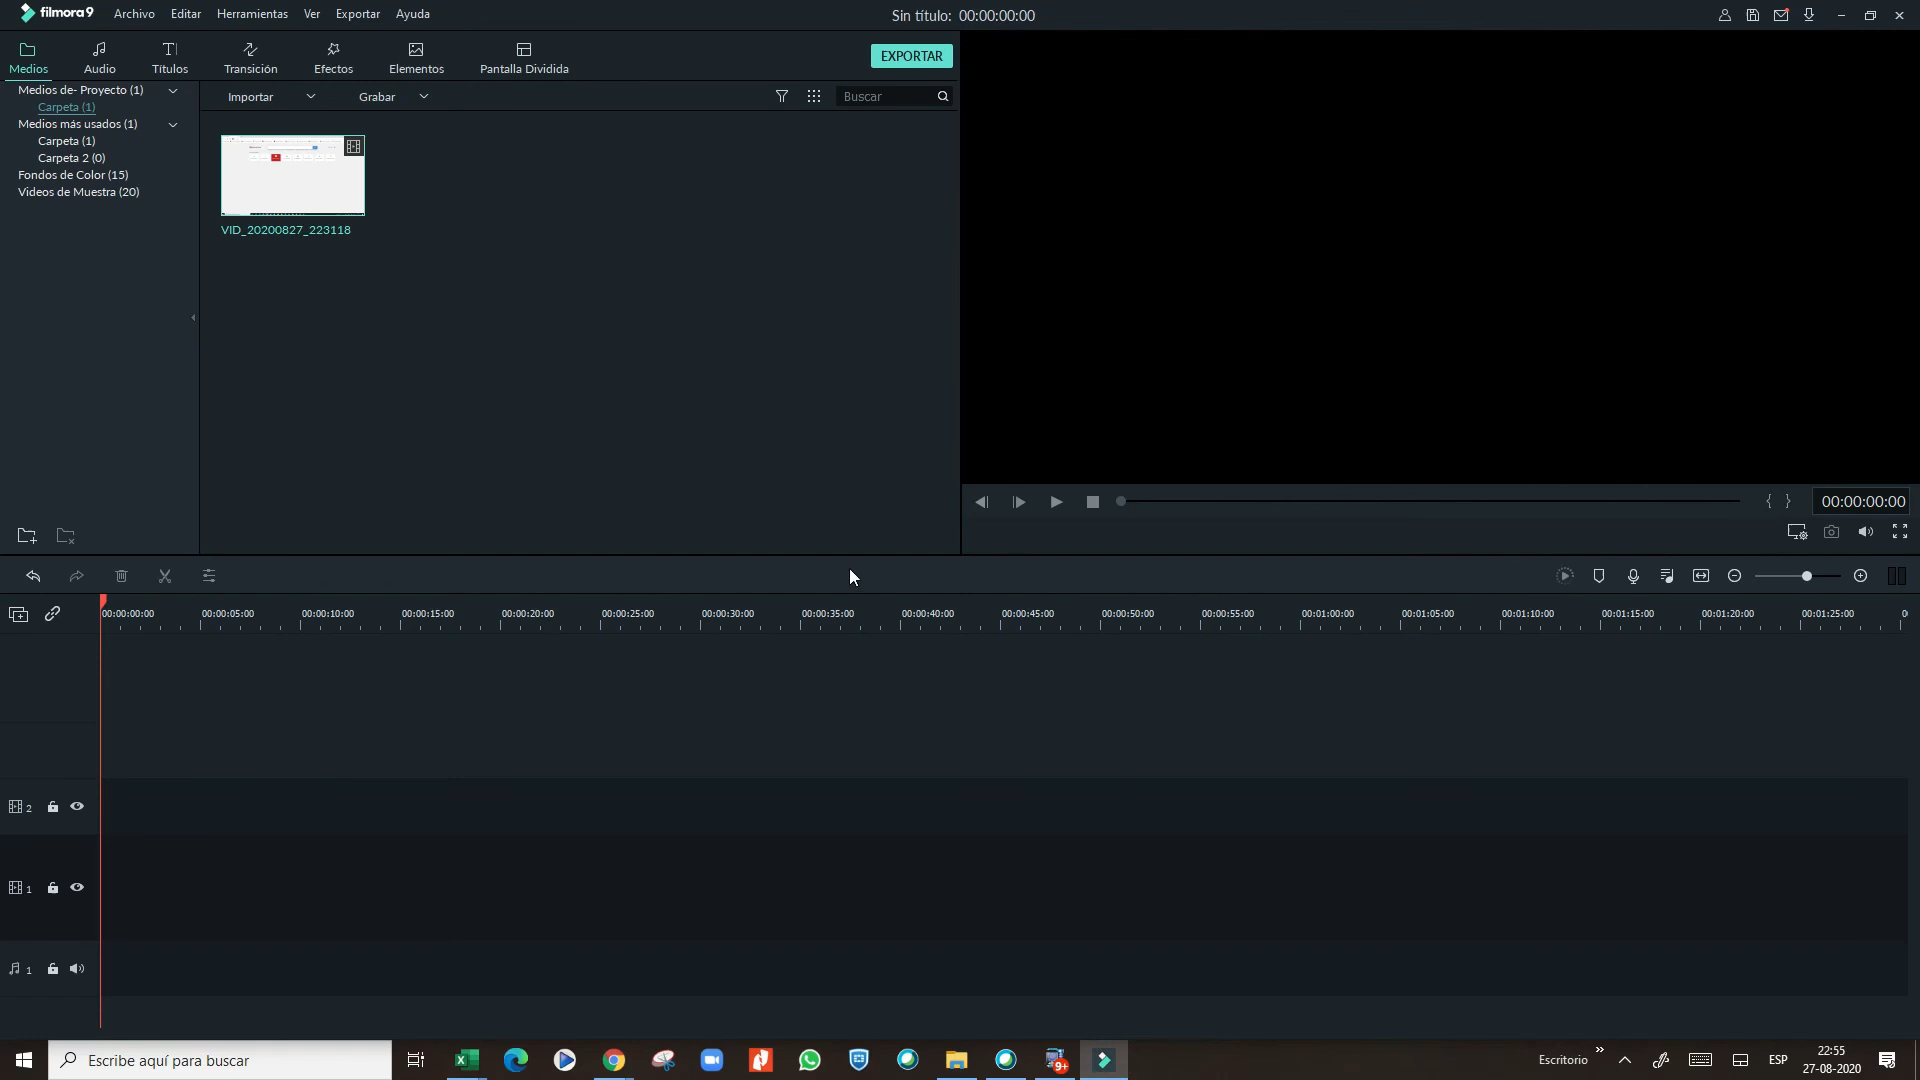 filmora9 Archivo Editar Herramientas Ver Exportar Ayuda Sin título: 00:00:00:00
Medios Audio Títulos Transición Efectos Elementos Pantalla Dividida EXPORTAR
Medios de- Proyecto (1)
Carpeta (1)
Medios más usados (1)
Carpeta (1)
Carpeta 2 (0)
Fondos de Color (15)
Videos de Muestra (20)
Importar Grabar Buscar
VID_20200827_223118
{ } 00:00:00:00
00:00:00:00 00:00:05:00 00:00:10:00 00:00:15:00 00:00:20:00 00:00:25:00 00:00:30:00 00:00:35:00 00:00:40:00 00:00:45:00 00:00:50:00 00:00:55:00 00:01:00:00 00:01:05:00 00:01:10:00 00:01:15:00 00:01:20:00 00:01:25:00
2
1
1
Escribe aquí para buscar 9+ Escritorio » ESP 22:55
27-08-2020